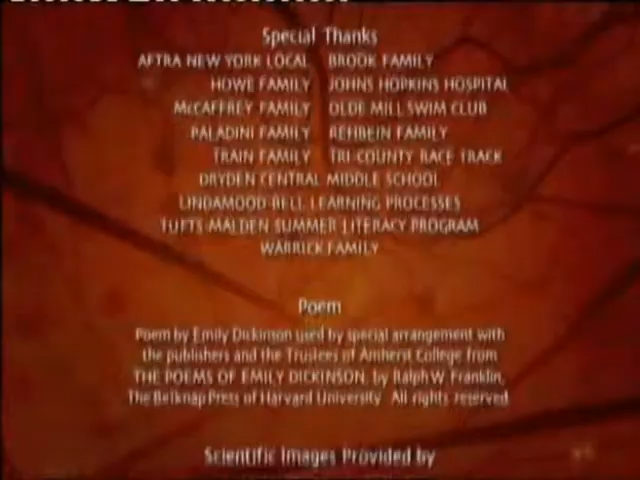 Special Thanks
AFTRA NEW YORK LOCAL BROOK FAMILY
HOWE FAMILY JOHNS HOPKINS HOSPITAL
McCAFFREY FAMILY OLDE MILL SWIM CLUB
PALADINI FAMILY REHBEIN FAMILY
TRAIN FAMILY TRI-COUNTY RACE TRACK
DRYDEN CENTRAL MIDDLE SCHOOL
LINDAMOOD-BELL LEARNING PROCESSES
TUFTS MALDEN SUMMER LITERACY PROGRAM
WARRICK FAMILY
Poem
Poem by Emily Dickinson used by special arrangement with
the publishers and the Trustees of Amherst College from
THE POEMS OF EMILY DICKINSON, by Ralph W. Franklin,
The Belknap Press of Harvard University All rights reserved
Scientific Images Provided by